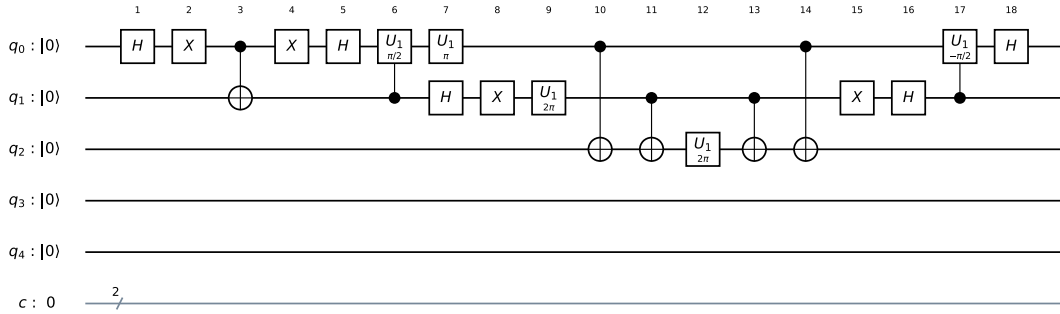 1 2 3 4 5 6 7 8 9 10 11 12 13 14 15 16 17 18
q₀ : |0⟩ H X X H U₁ π/2 U₁ π U₁ −π/2 H
q₁ : |0⟩ H X U₁ 2π X H
q₂ : |0⟩ U₁ 2π
q₃ : |0⟩
q₄ : |0⟩
c : 0 2